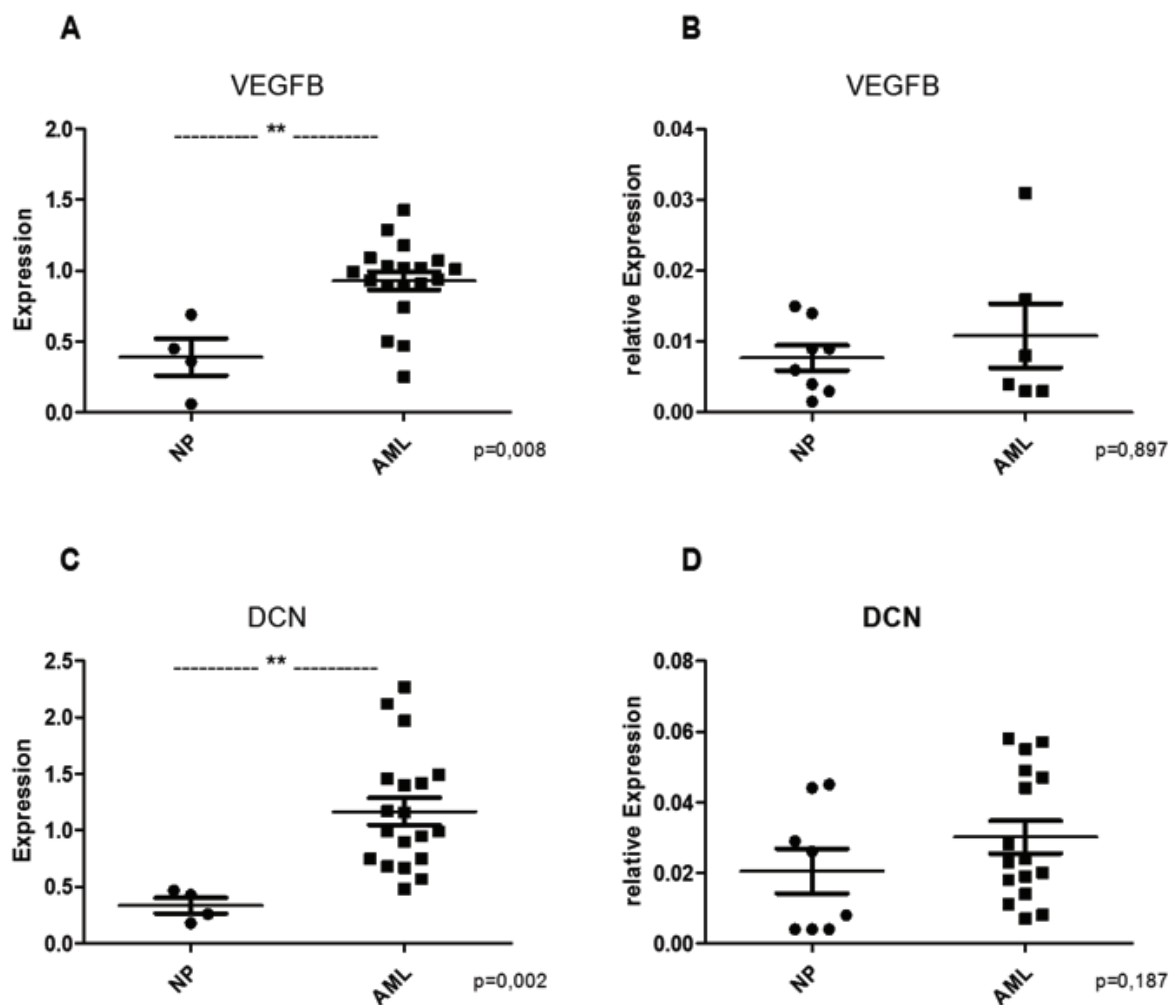 A
VEGFB
**
Expression
2.0
1.5
1.0
0.5
0.0
NP
AML
p=0,008
B
VEGFB
relative Expression
0.04
0.03
0.02
0.01
0.00
NP
AML
p=0,897
C
DCN
**
Expression
2.5
2.0
1.5
1.0
0.5
0.0
NP
AML
p=0,002
D
DCN
relative Expression
0.08
0.06
0.04
0.02
0.00
NP
AML
p=0,187